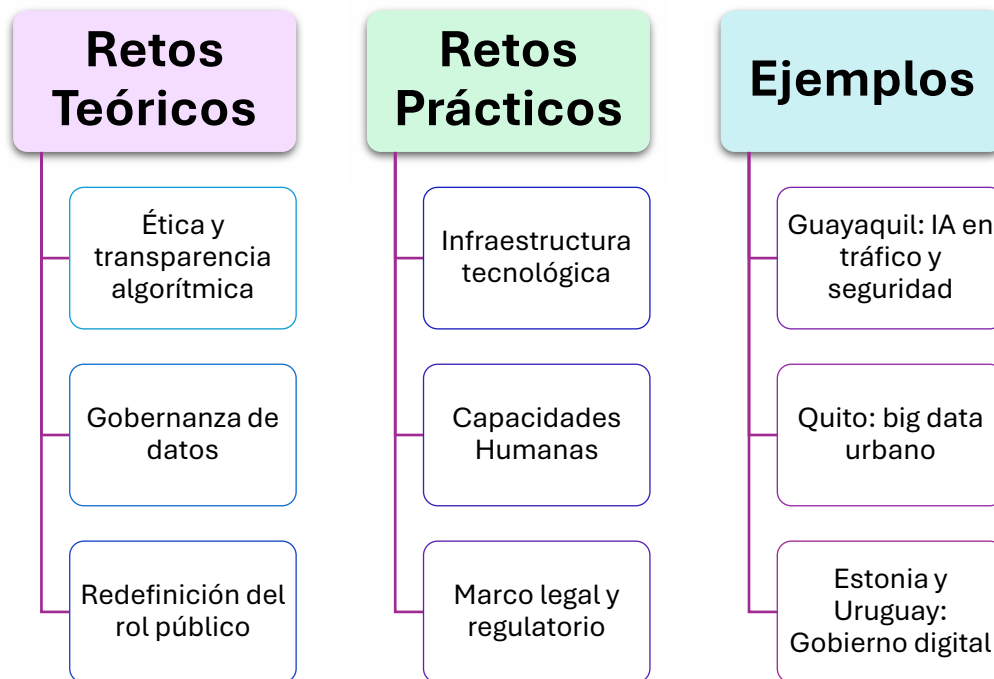 Retos
Teóricos
Ética y
transparencia
algorítmica
Gobernanza de
datos
Redefinición del
rol público
Retos
Prácticos
Infraestructura
tecnológica
Capacidades
Humanas
Marco legal y
regulatorio
Ejemplos
Guayaquil: IA en
tráfico y
seguridad
Quito: big data
urbano
Estonia y
Uruguay:
Gobierno digital